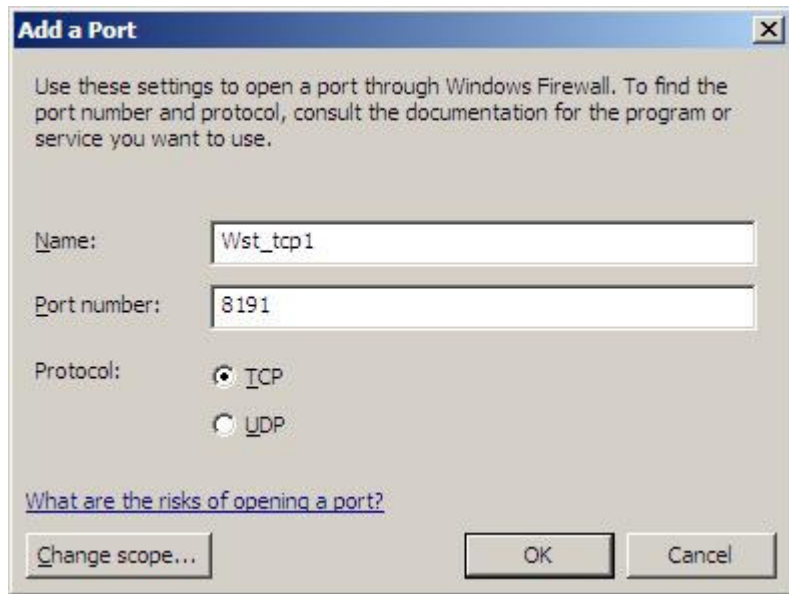 Add a Port
Use these settings to open a port through Windows Firewall. To find the
port number and protocol, consult the documentation for the program or
service you want to use.
Name:
Wst_tcp1
Port number:
8191
Protocol:
TCP
UDP
What are the risks of opening a port?
Change scope...
OK
Cancel